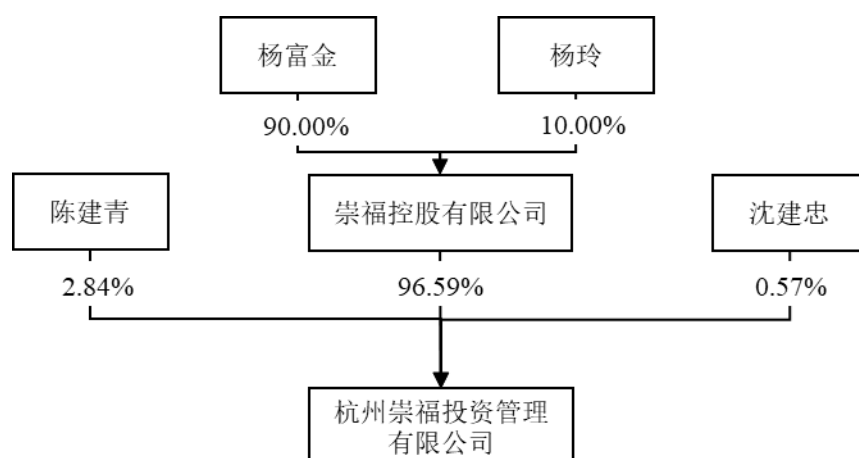 杨富金
杨玲
90.00%
10.00%
陈建青
崇福控股有限公司
沈建忠
2.84%
96.59%
0.57%
杭州崇福投资管理
有限公司